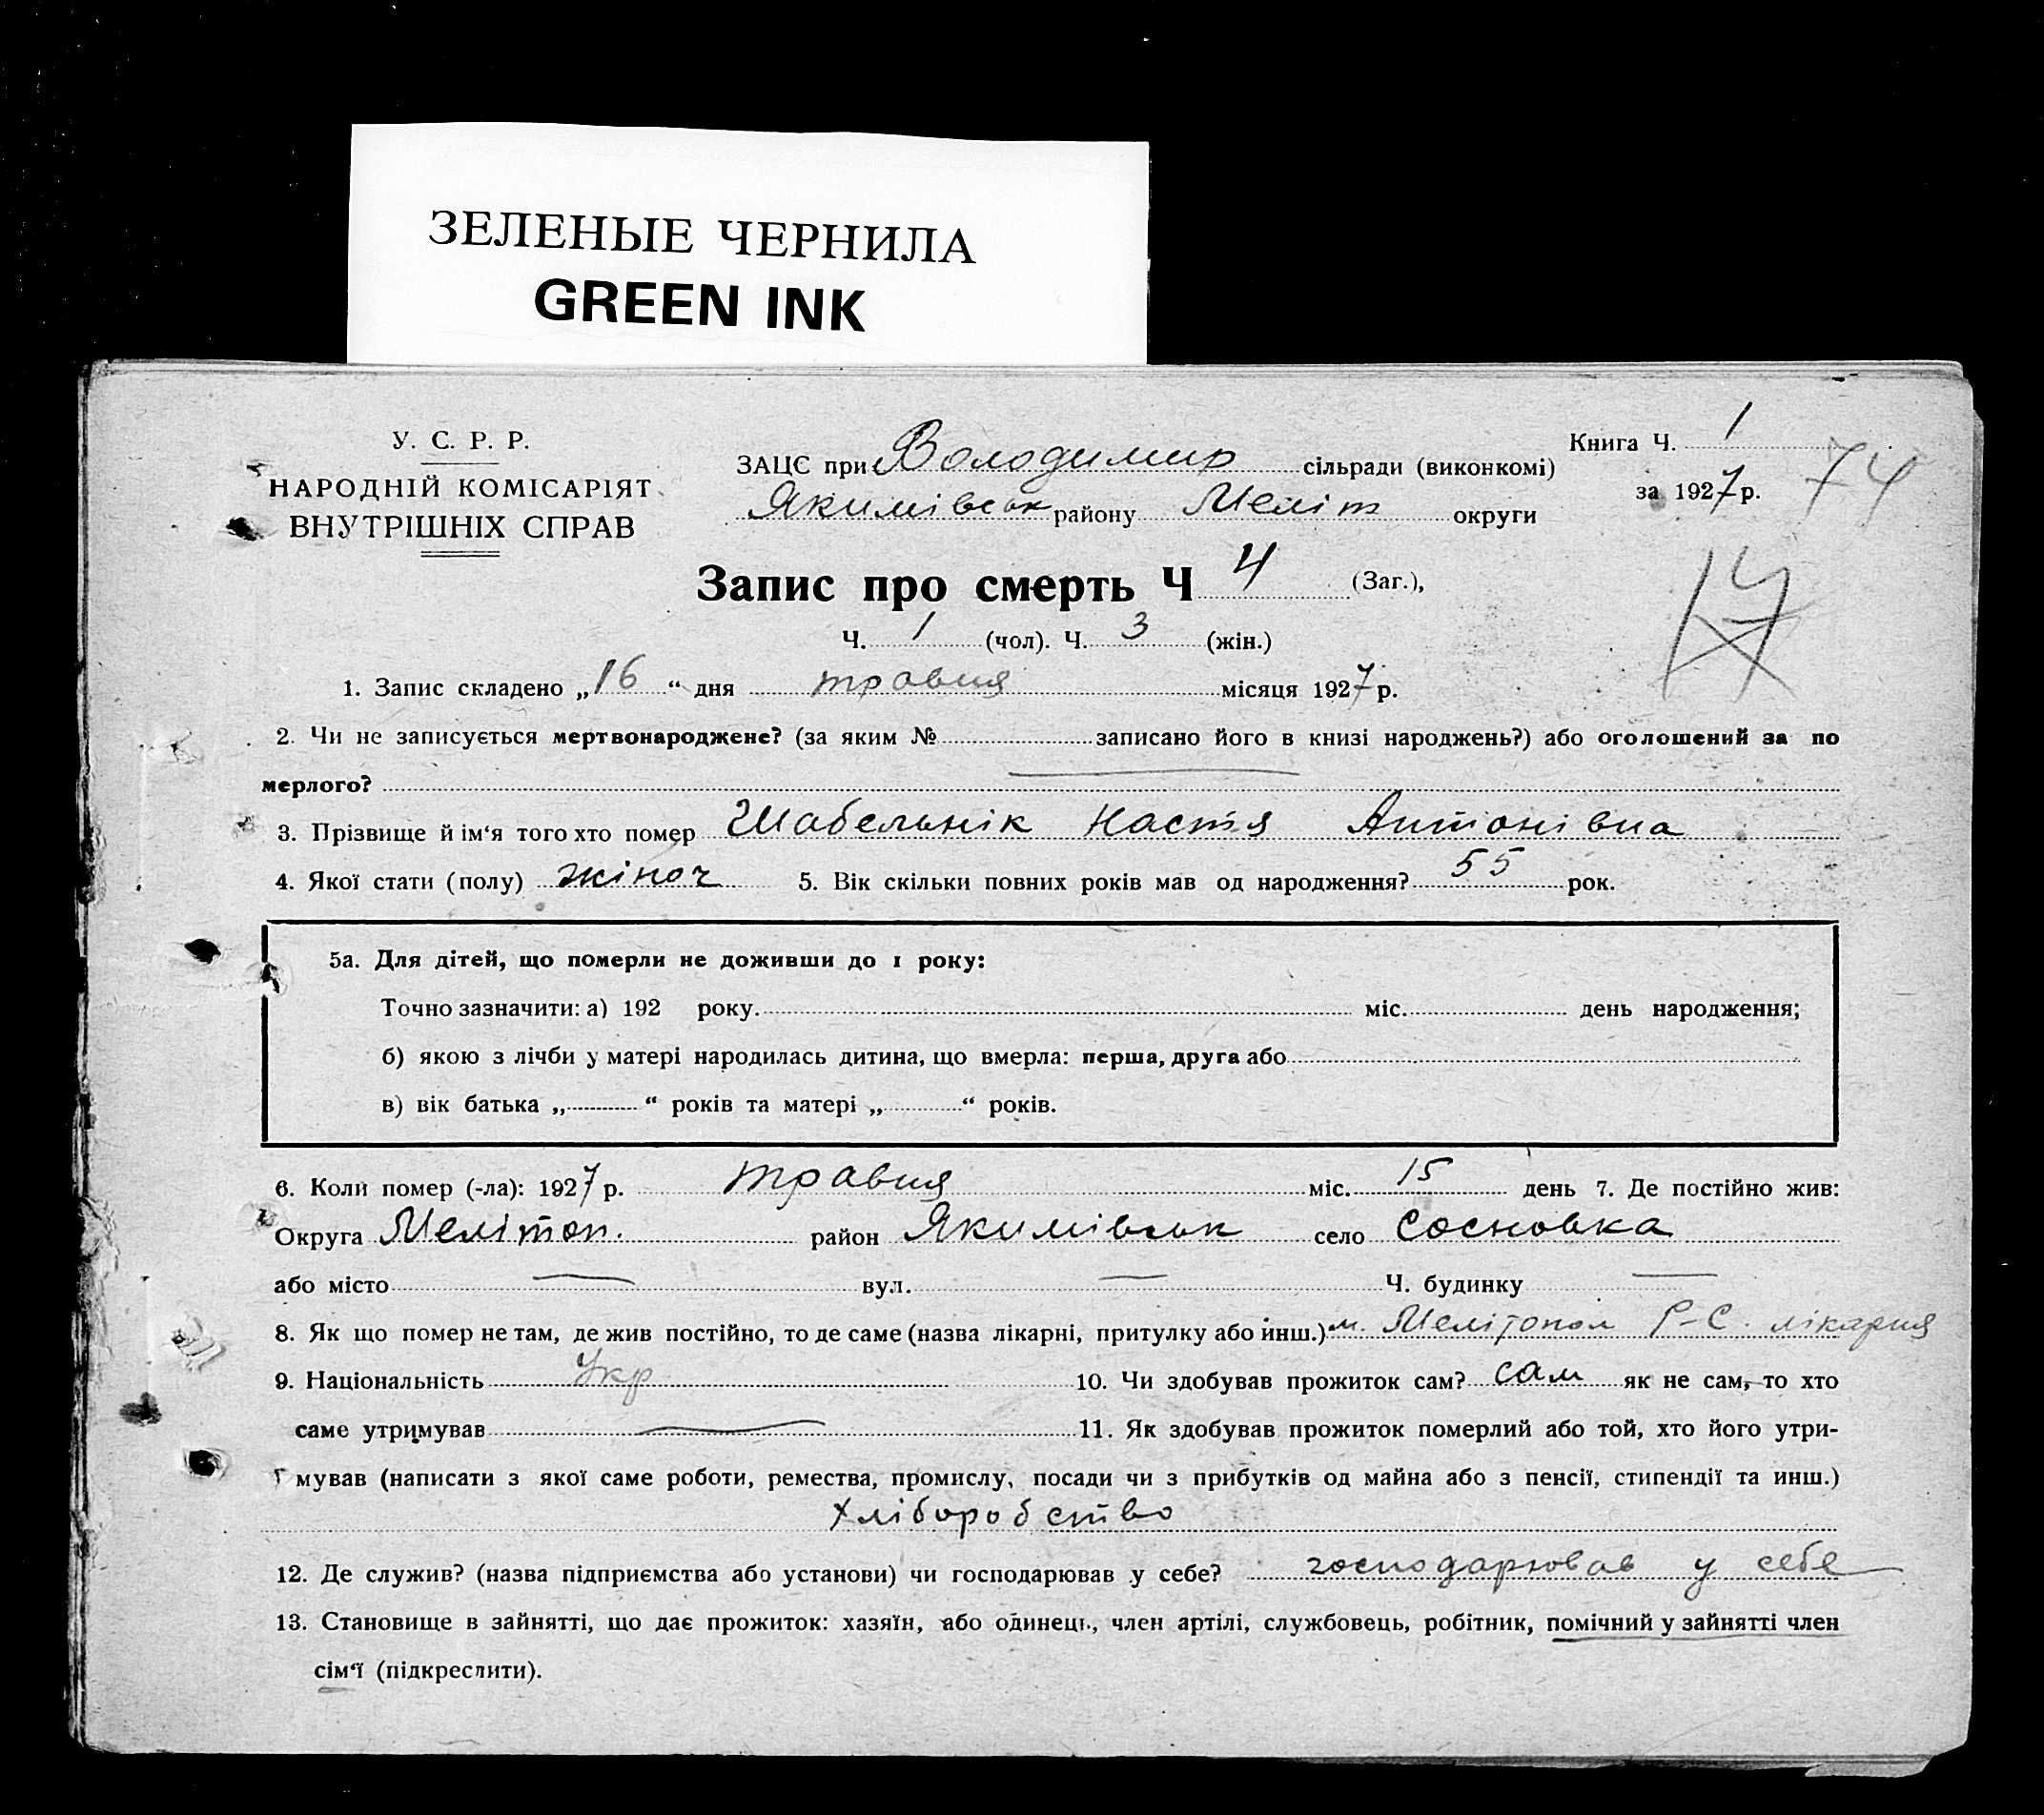 ЗЕЛЕНЫЕ ЧЕРНИЛА
GREEN INK
У. С. Р. Р.
НАРОДНІЙ КОМІСАРІЯТ
ВНУТРІШНІХ СПРАВ
ЗАЦС при Володимир сільради (виконкомі)
Якимівськ району Меліт округи
Книга Ч. 1
за 1927 р.
74
Запис про смерть Ч 4 (Заг.),
Ч. 1 (чол). Ч. 3 (жін.)
1. Запис складено „16“ дня травня місяця 1927 р.
2. Чи не записується мертвонароджене? (за яким № записано його в книзі народжень?) або оголошений за по
мерлого?
3. Прізвище й ім‘я того хто помер Шабельнік Настя Антонівна
4. Якої стати (полу) жіноч 5. Вік скільки повних років мав од народження? 55 рок.
5а. Для дітей, що померли не доживши до 1 року:
Точно зазначити: а) 192 року. міс. день народження;
б) якою з лічби у матері народилась дитина, що вмерла: перша, друга або
в) вік батька „ “ років та матері „ “ років.
6. Коли помер (-ла): 1927 р. травня міс. 15 день 7. Де постійно жив:
Округа Мелітоп. район Якимівськ село Сосновка
або місто вул. Ч. будинку
8. Як що помер не там, де жив постійно, то де саме (назва лікарні, притулку або инш.) м. Мелітопол Р-С. лікарня
9. Національність Укр 10. Чи здобував прожиток сам? сам як не сам, то хто
саме утримував 11. Як здобував прожиток померлий або той, хто його утри-
мував (написати з якої саме роботи, ремества, промислу, посади чи з прибутків од майна або з пенсії, стипендії та инш.)
Хліборобство
12. Де служив? (назва підприємства або установи) чи господарював у себе? господарював у себе
13. Становище в зайнятті, що дає прожиток: хазяїн, або одинець, член артілі, службовець, робітник, помічний у зайнятті член
сім‘ї (підкреслити).